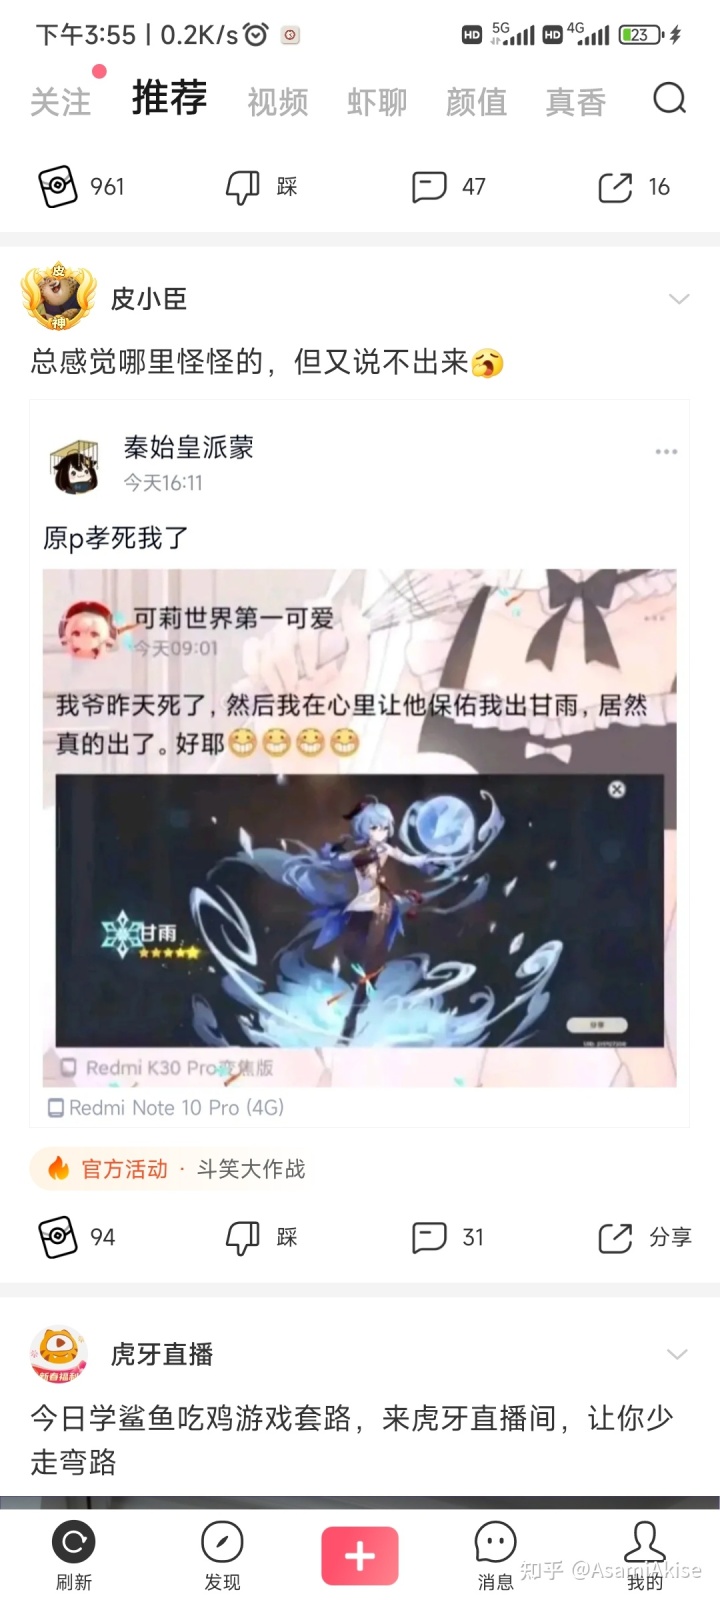 下午3:55 | 0.2K/s
HD 5G HD 4G 23
关注 推荐 视频 虾聊 颜值 真香
961 踩 47 16
皮
神
皮小臣
总感觉哪里怪怪的，但又说不出来
秦始皇派蒙
今天16:11
原p孝死我了
可莉世界第一可爱
今天09:01
我爷昨天死了，然后我在心里让他保佑我出甘雨，居然
真的出了。好耶
甘雨
分享
Redmi K30 Pro变焦版
Redmi Note 10 Pro (4G)
官方活动 · 斗笑大作战
94 踩 31 分享
新春福利
虎牙直播
今日学鲨鱼吃鸡游戏套路，来虎牙直播间，让你少
走弯路
刷新 发现 消息 我的
知乎 @AsamiAkise